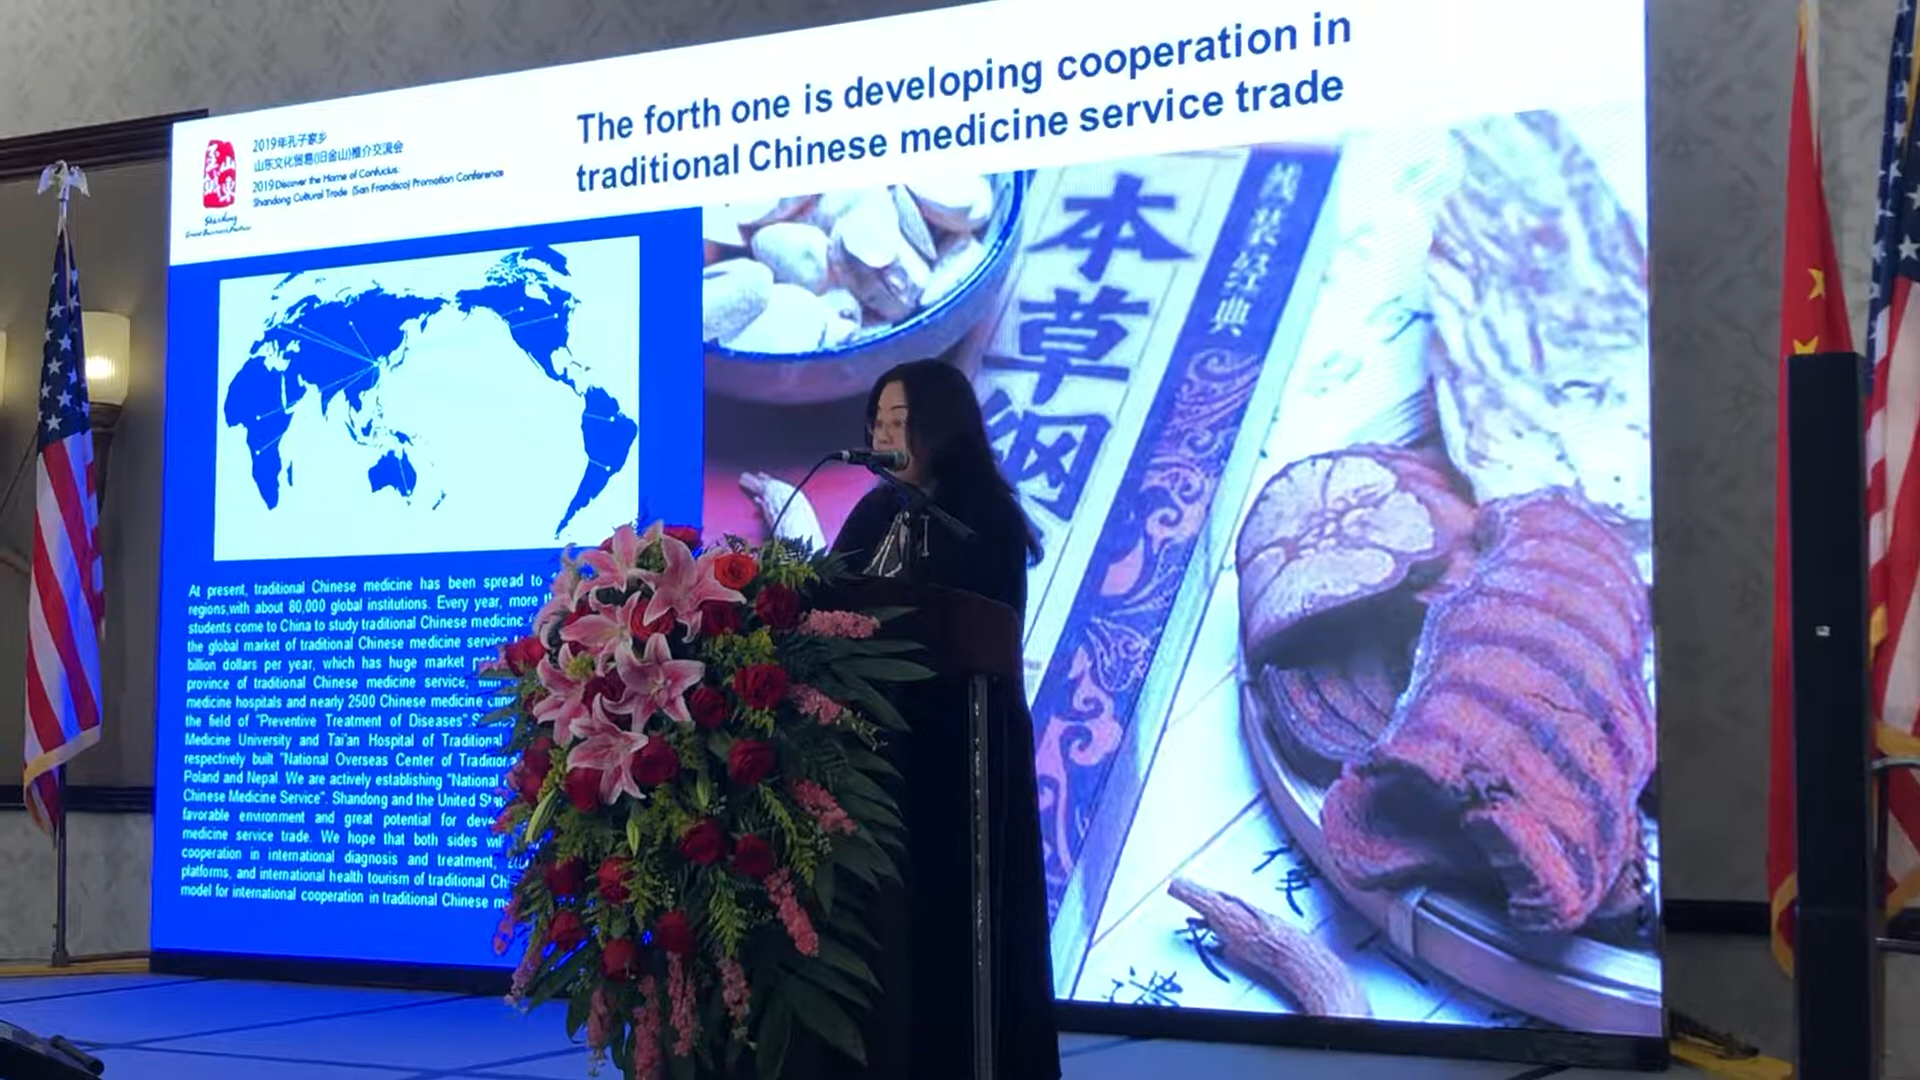 The forth one is developing cooperation in
traditional Chinese medicine service trade
2019年孔子家乡
山东文化贸易(旧金山)推介交流会
2019 Discover the Home of Confucius:
Shandong Cultural Trade (San Francisco) Promotion Conference
山东
Shandong
本草纲
线装经典
At present, traditional Chinese medicine has been spread to
regions,with about 80,000 global institutions. Every year, more
students come to China to study traditional Chinese medicine.
the global market of traditional Chinese medicine service
billion dollars per year, which has huge market
province of traditional Chinese medicine service, with
medicine hospitals and nearly 2500 Chinese medicine
the field of "Preventive Treatment of Diseases".
Medicine University and Tai'an Hospital of Traditional
respectively built "National Overseas Center of
Poland and Nepal. We are actively establishing "National
Chinese Medicine Service". Shandong and the United
favorable environment and great potential for
medicine service trade. We hope that both sides
cooperation in international diagnosis and treatment,
platforms, and international health tourism of traditional
model for international cooperation in traditional Chinese